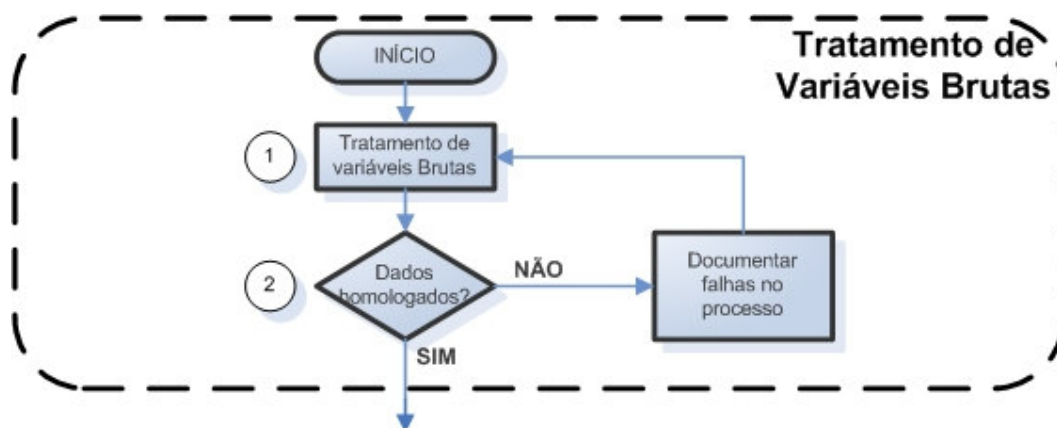 Tratamento de
Variáveis Brutas
INÍCIO
1
Tratamento de
variáveis Brutas
2
Dados
homologados?
NÃO
Documentar
falhas no
processo
SIM